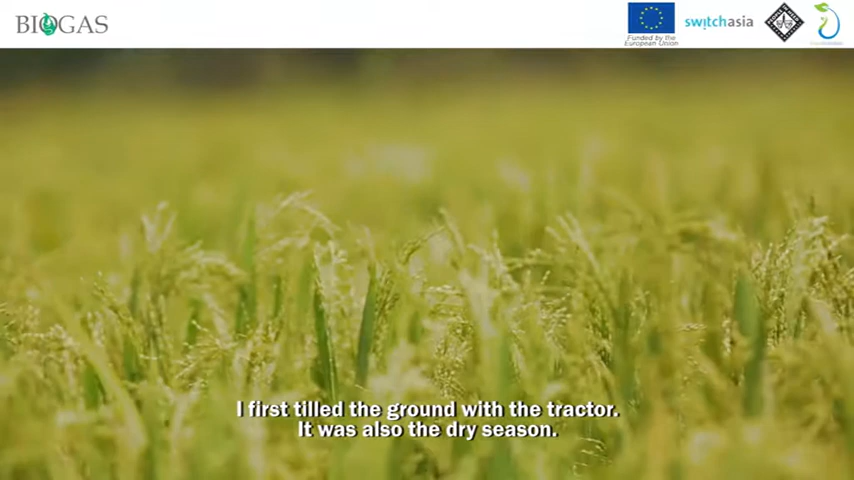 BIOGAS
Funded by the
European Union
switchasia
I first tilled the ground with the tractor.
It was also the dry season.